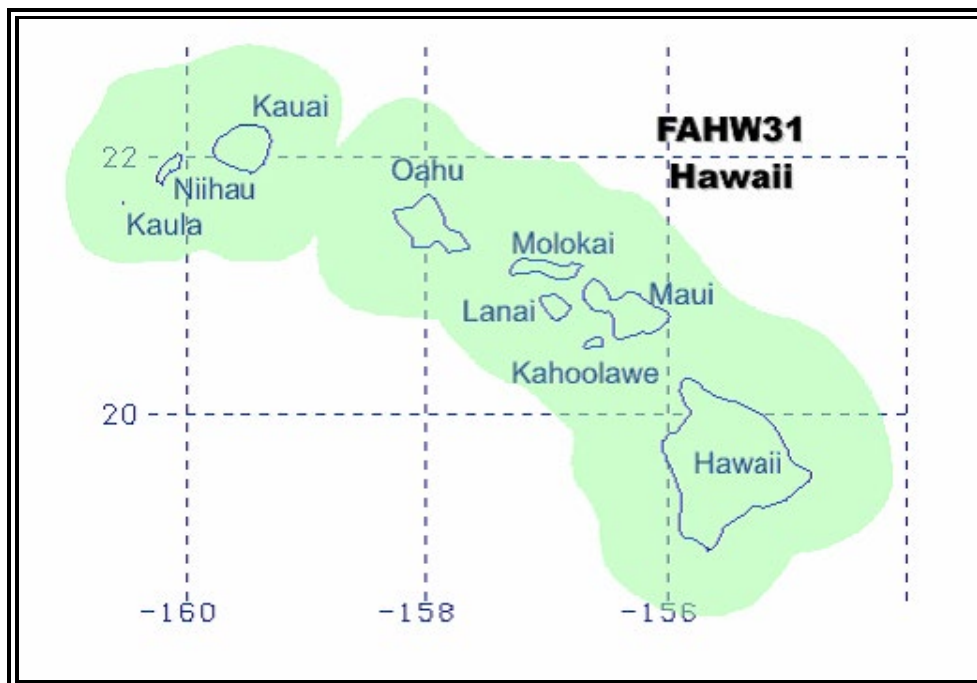 Kauai
FAHW31
22
Oahu
Hawaii
Niihau
Kaula
Molokai
Lanai
Maui
Kahoolawe
20
Hawaii
-160
-158
-156